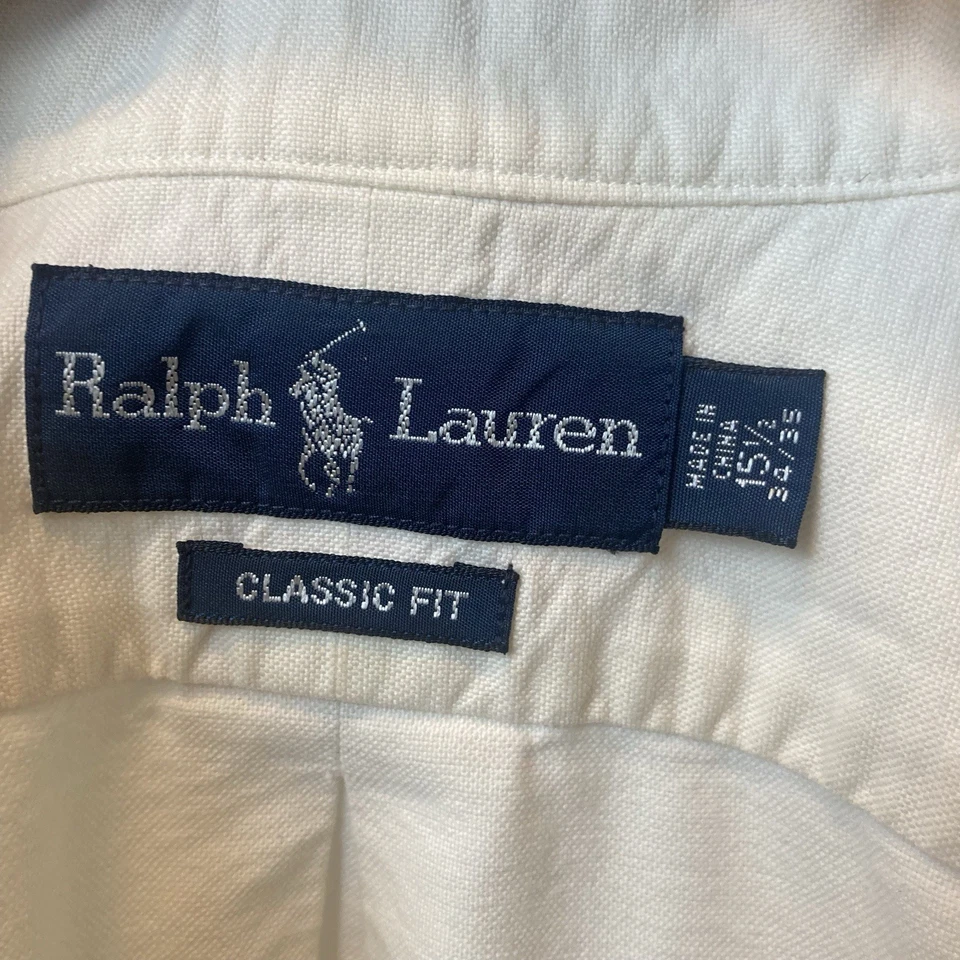 Ralph Lauren
MADE IN
CHINA
15½
34/35
CLASSIC FIT